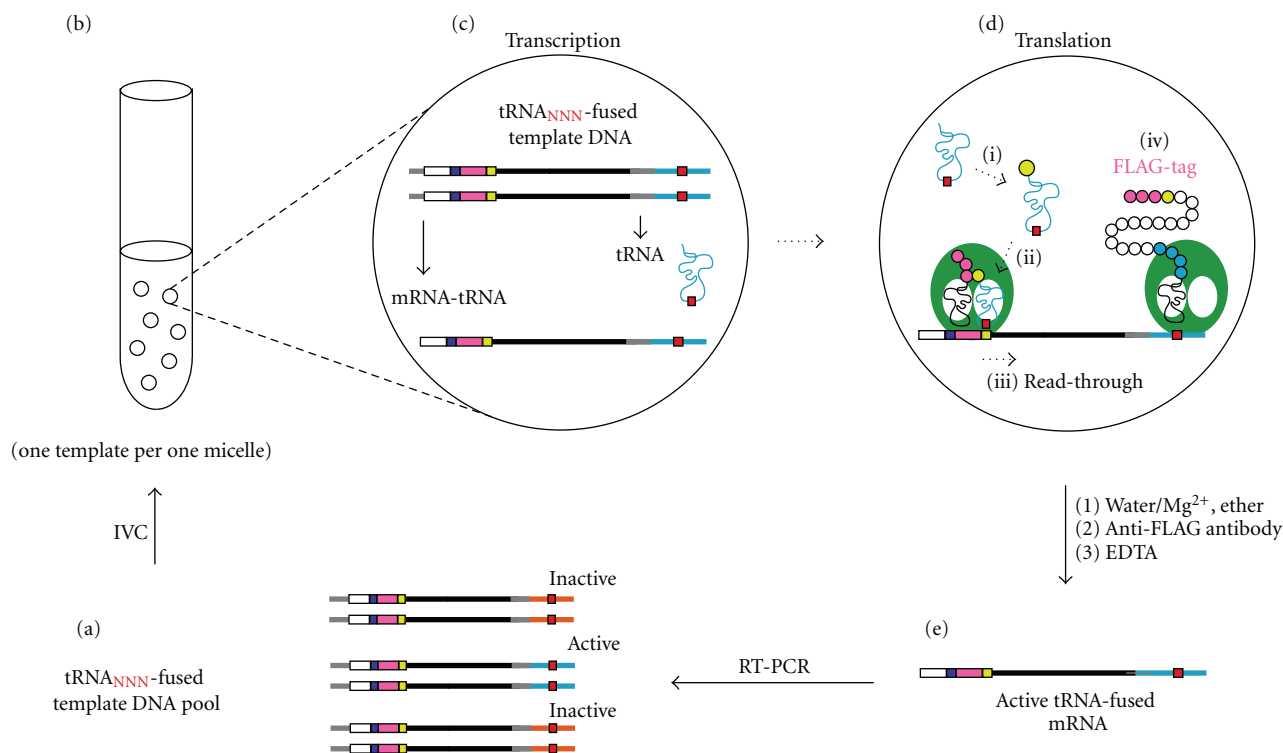 (b)
(c)
Transcription
tRNANNN-fused
template DNA
tRNA
mRNA-tRNA
(d)
Translation
(i)
(ii)
(iv)
FLAG-tag
(iii) Read-through
(one template per one micelle)
IVC
(1) Water/Mg2+, ether
(2) Anti-FLAG antibody
(3) EDTA
(a)
tRNANNN-fused
template DNA pool
Inactive
Active
Inactive
RT-PCR
(e)
Active tRNA-fused
mRNA